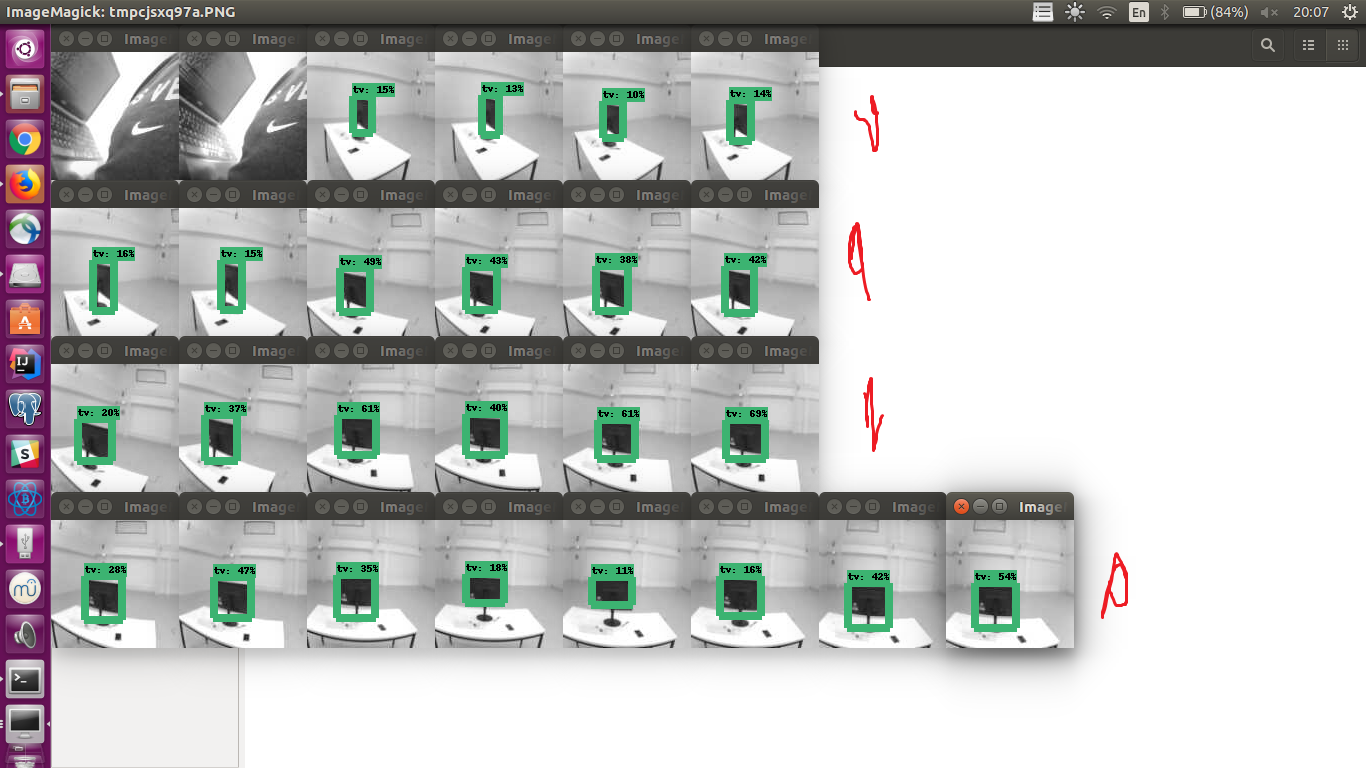 ImageMagick: tmpcjsxq97a.PNG En (84%) 20:07
Image Image Image Image Image Image
SVE SVE tv: 15% tv: 13% tv: 10% tv: 14%
Image Image Image Image Image Image
tv: 16% tv: 15% tv: 49% tv: 43% tv: 38% tv: 42%
Image Image Image Image Image Image
tv: 20% tv: 37% tv: 61% tv: 40% tv: 61% tv: 69%
Image Image Image Image Image Image Image Image
tv: 28% tv: 47% tv: 35% tv: 18% tv: 11% tv: 16% tv: 42% tv: 54%